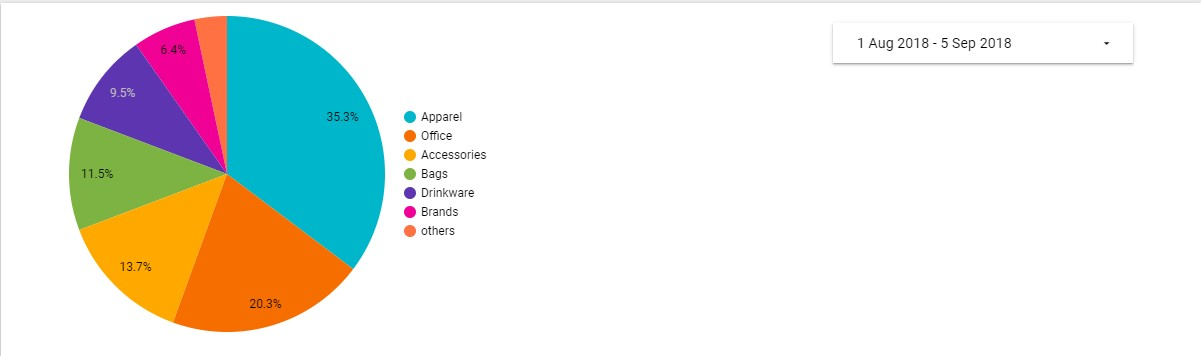 1 Aug 2018 - 5 Sep 2018
6.4%
9.5%
35.3%
11.5%
13.7%
20.3%
Apparel
Office
Accessories
Bags
Drinkware
Brands
others